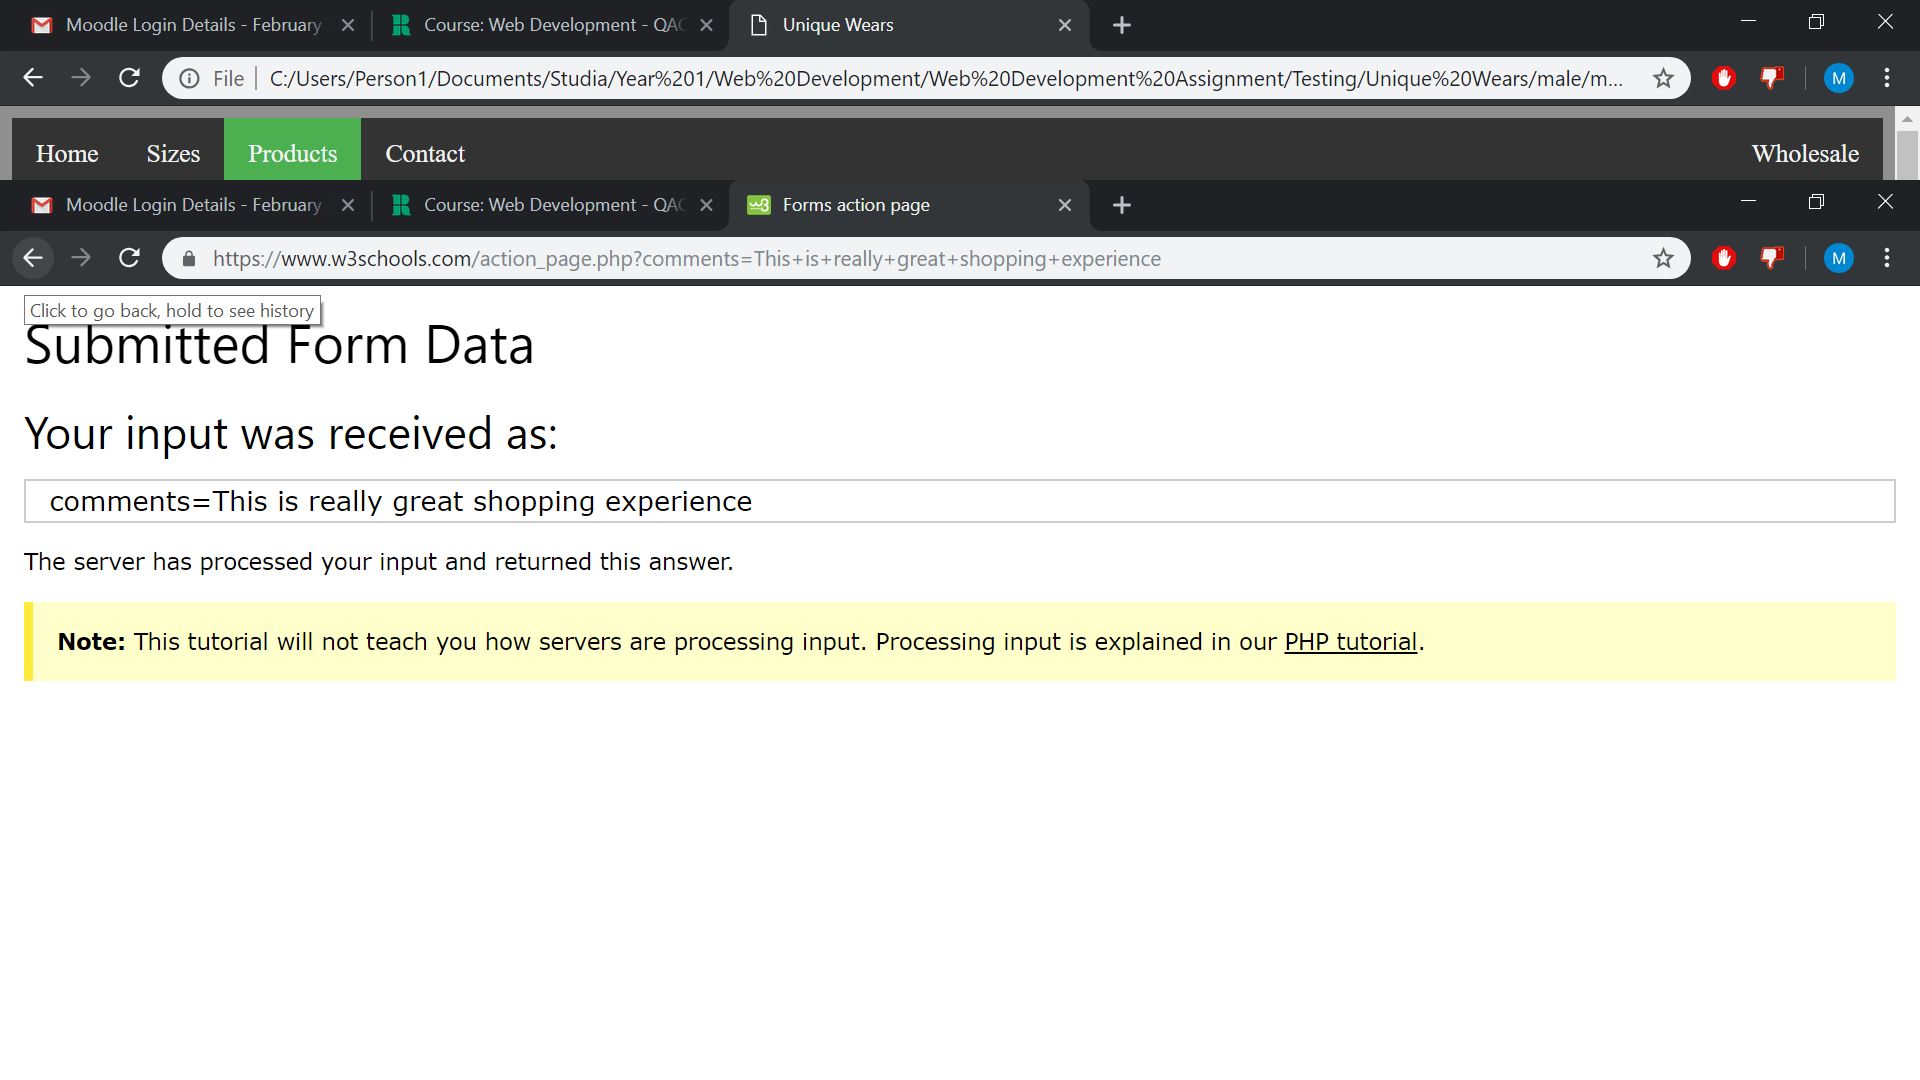 Moodle Login Details - February
Course: Web Development - QAC
Unique Wears
File
C:/Users/Person1/Documents/Studia/Year%201/Web%20Development/Web%20Development%20Assignment/Testing/Unique%20Wears/male/m...
M
Home Sizes Products Contact Wholesale
Moodle Login Details - February
Course: Web Development - QAC
Forms action page
https://www.w3schools.com/action_page.php?comments=This+is+really+great+shopping+experience
M
Click to go back, hold to see history
Submitted Form Data
Your input was received as:
comments=This is really great shopping experience
The server has processed your input and returned this answer.
Note: This tutorial will not teach you how servers are processing input. Processing input is explained in our PHP tutorial.